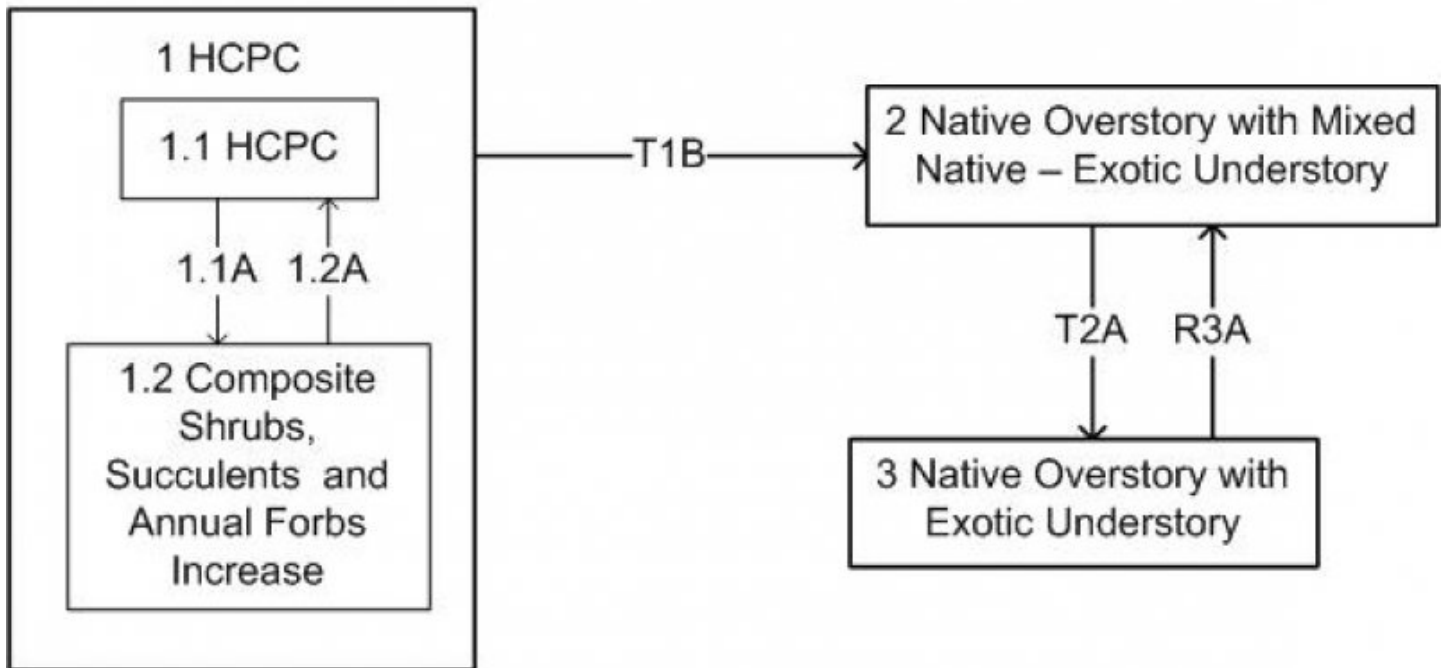 1 HCPC
1.1 HCPC
1.1A
1.2A
1.2 Composite
Shrubs,
Succulents and
Annual Forbs
Increase
T1B
2 Native Overstory with Mixed
Native – Exotic Understory
T2A
R3A
3 Native Overstory with
Exotic Understory